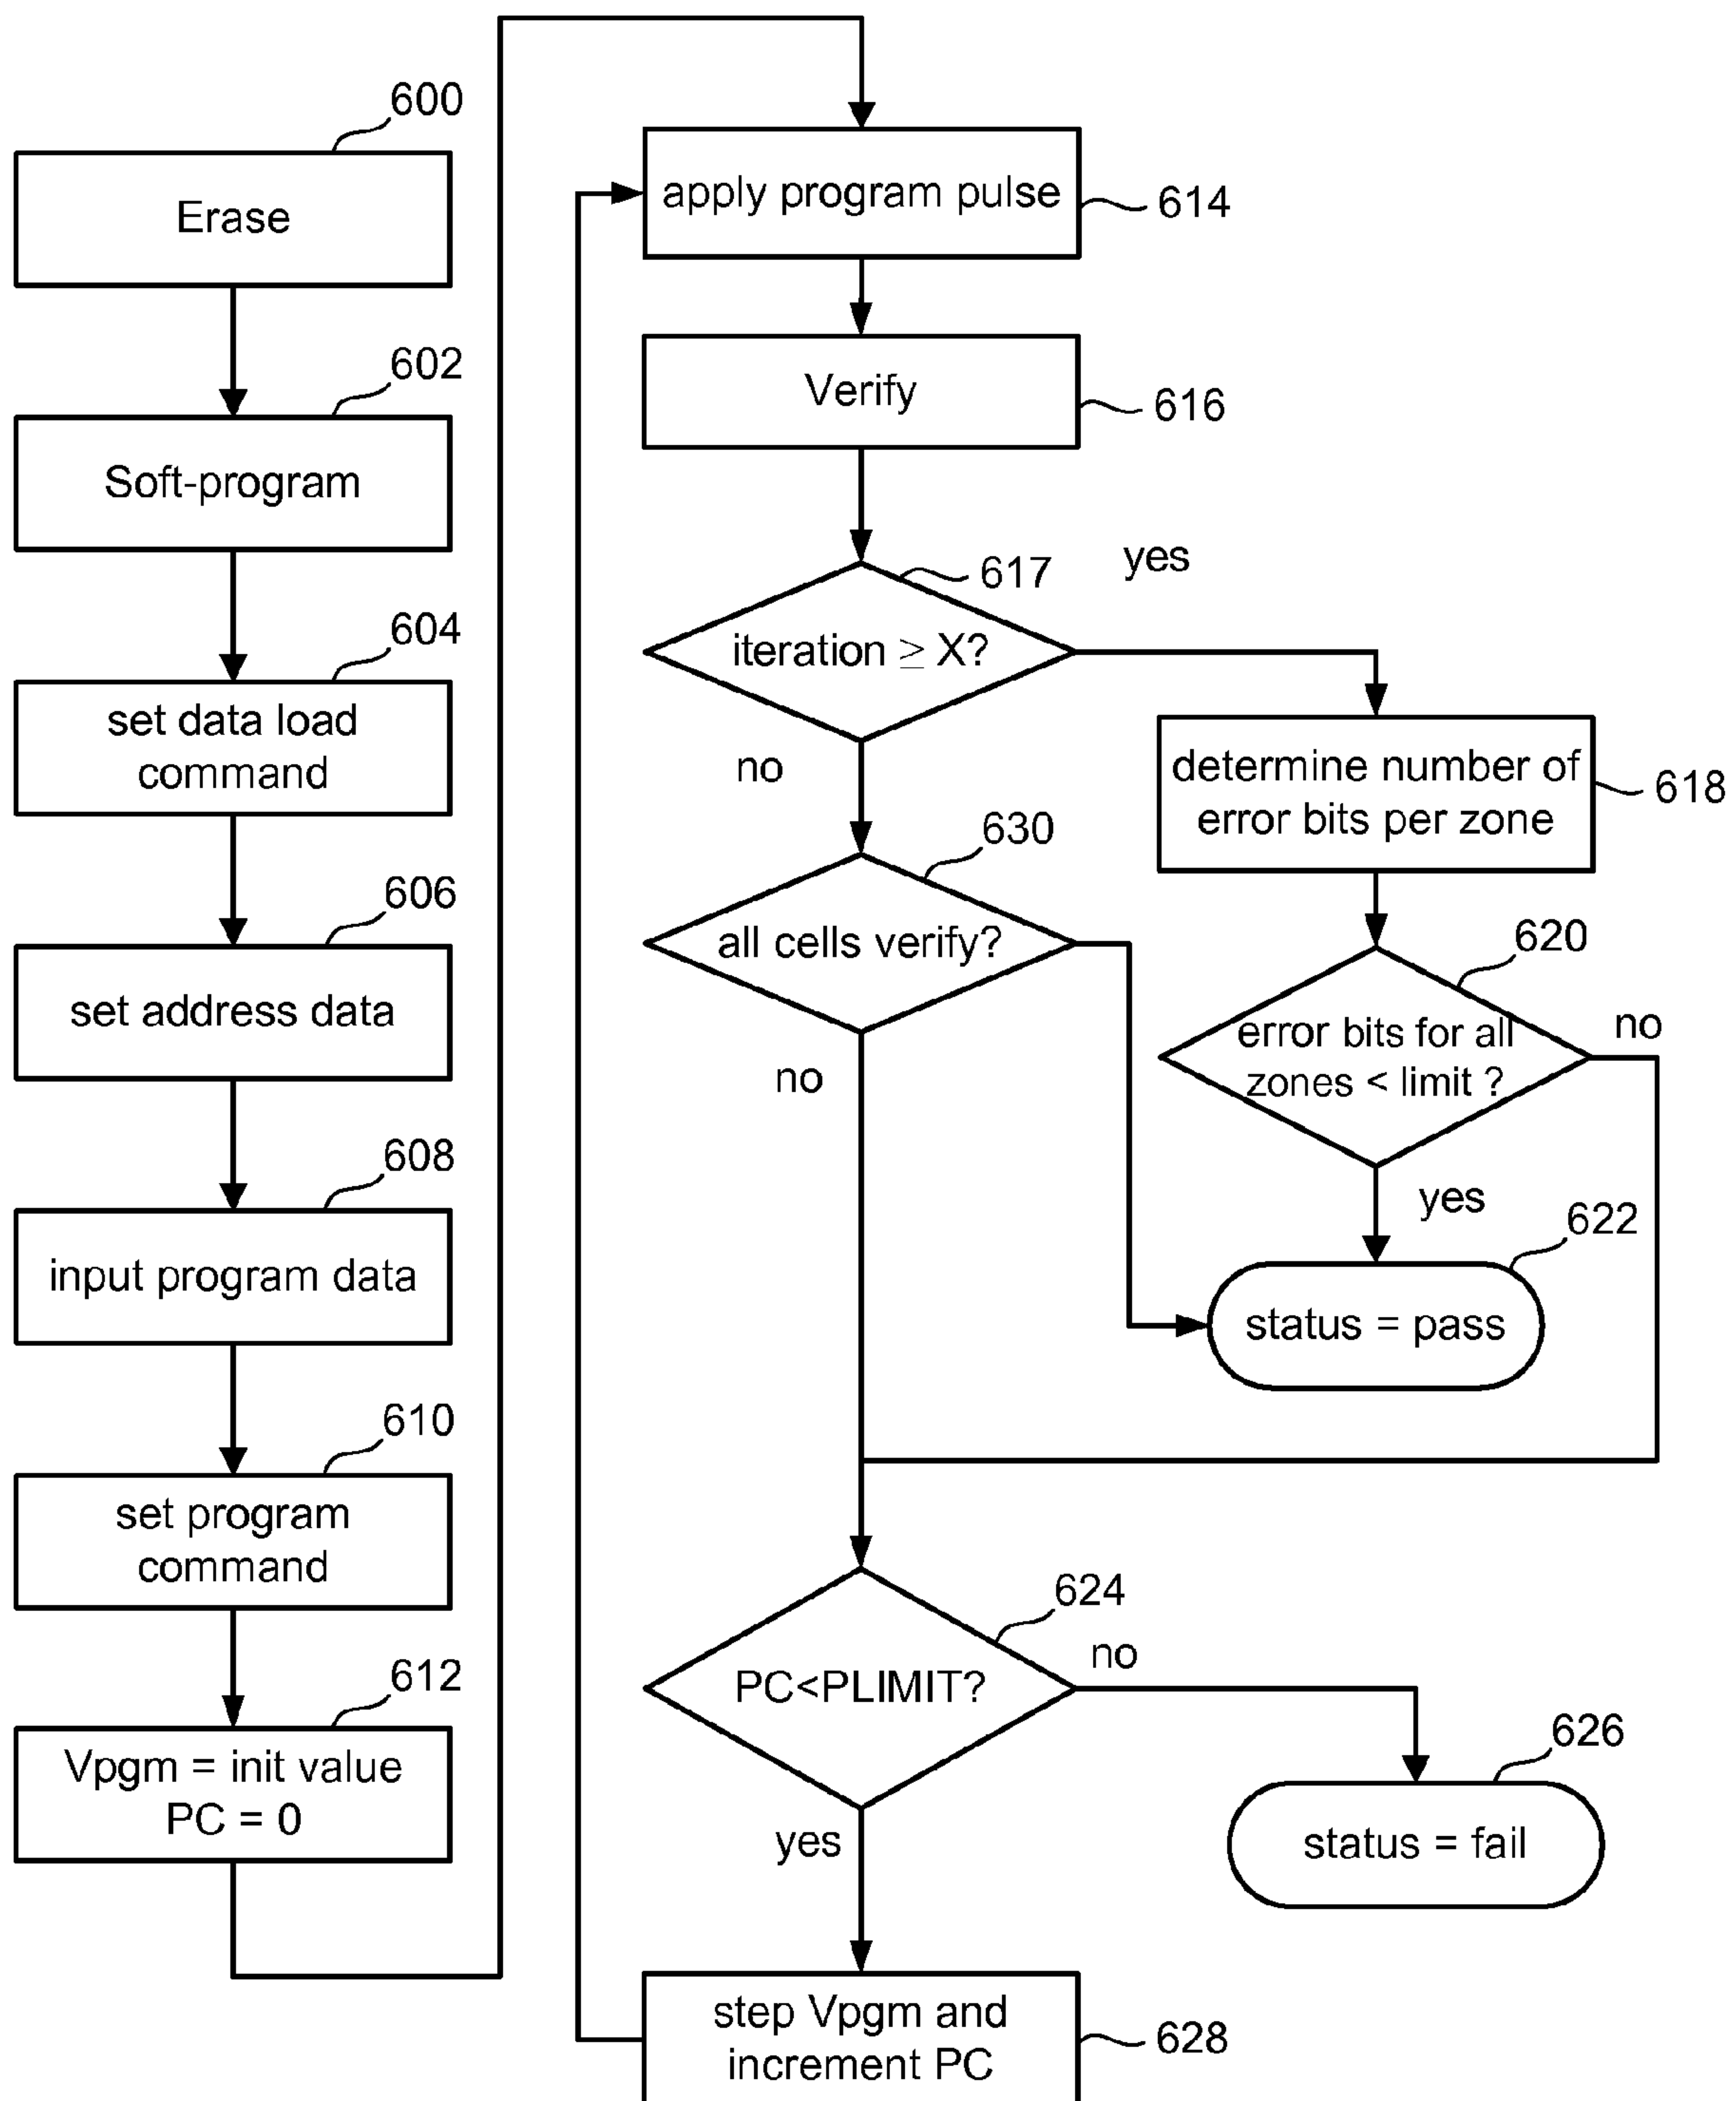 600
Erase
602
Soft-program
604
set data load
command
606
set address data
608
input program data
610
set program
command
612
Vpgm = init value
PC = 0
apply program pulse
614
Verify
616
617
yes
iteration ≥ X?
no
determine number of
error bits per zone
618
630
all cells verify?
no
620
error bits for all
zones < limit ?
no
yes
622
status = pass
624
PC<PLIMIT?
no
yes
626
status = fail
step Vpgm and
increment PC
628